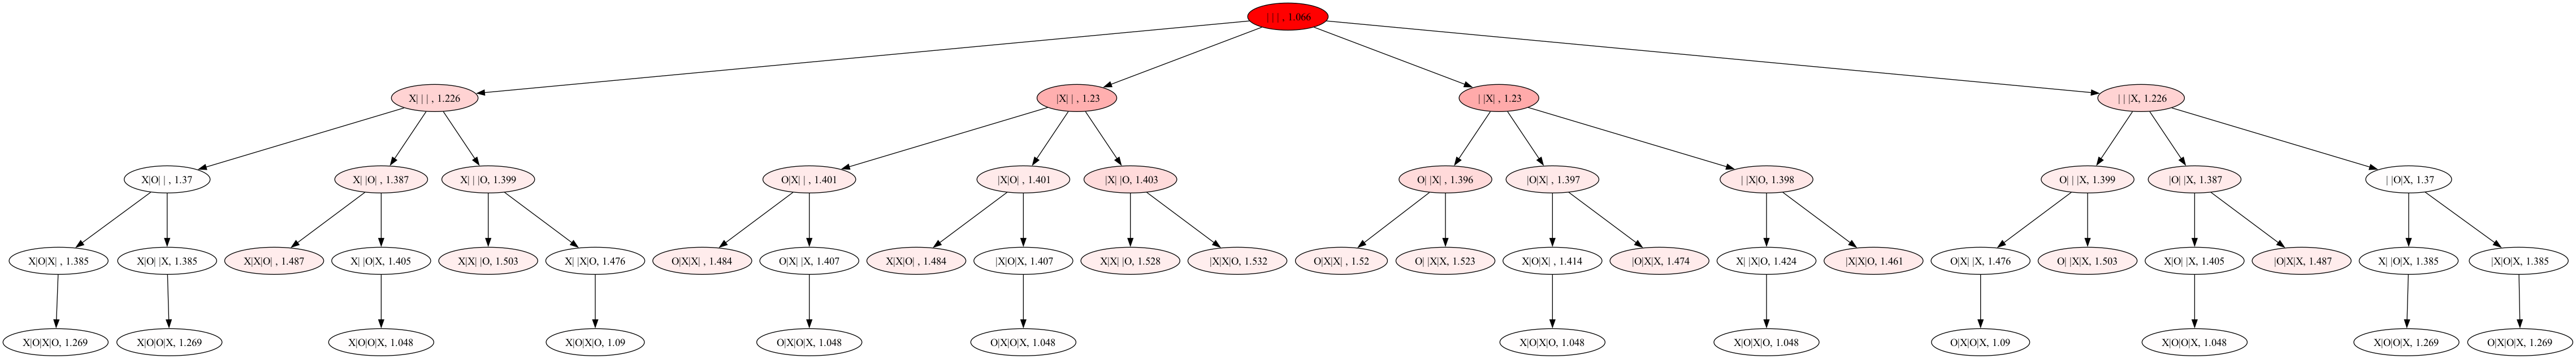 | | | , 1.066
X| | | , 1.226
|X| | , 1.23
| |X| , 1.23
| | |X, 1.226
X|O| | , 1.37
X| |O| , 1.387
X| | |O, 1.399
O|X| | , 1.401
|X|O| , 1.401
|X| |O, 1.403
O| |X| , 1.396
|O|X| , 1.397
| |X|O, 1.398
O| | |X, 1.399
|O| |X, 1.387
| |O|X, 1.37
X|O|X| , 1.385
X|O| |X, 1.385
X|X|O| , 1.487
X| |O|X, 1.405
X|X| |O, 1.503
X| |X|O, 1.476
O|X|X| , 1.484
O|X| |X, 1.407
X|X|O| , 1.484
|X|O|X, 1.407
X|X| |O, 1.528
|X|X|O, 1.532
O|X|X| , 1.52
O| |X|X, 1.523
X|O|X| , 1.414
|O|X|X, 1.474
X| |X|O, 1.424
|X|X|O, 1.461
O|X| |X, 1.476
O| |X|X, 1.503
X|O| |X, 1.405
|O|X|X, 1.487
X| |O|X, 1.385
|X|O|X, 1.385
X|O|X|O, 1.269
X|O|O|X, 1.269
X|O|O|X, 1.048
X|O|X|O, 1.09
O|X|O|X, 1.048
O|X|O|X, 1.048
X|O|X|O, 1.048
X|O|X|O, 1.048
O|X|O|X, 1.09
X|O|O|X, 1.048
X|O|O|X, 1.269
O|X|O|X, 1.269